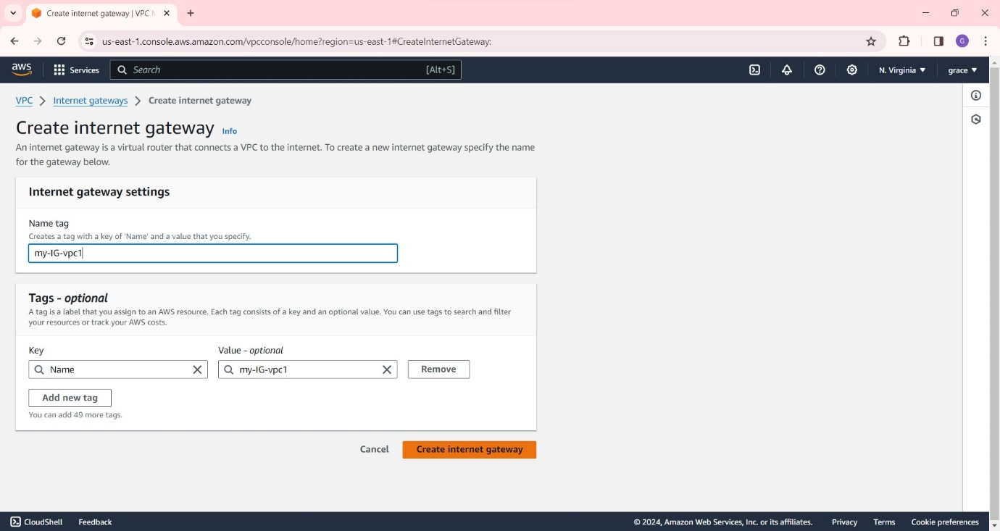 Create internet gateway | VPC M
us-east-1.console.aws.amazon.com/vpcconsole/home?region=us-east-1#CreateInternetGateway:
G
aws
Services
Search
[Alt+S]
N. Virginia
grace
VPC
Internet gateways
Create internet gateway
Create internet gateway Info
An internet gateway is a virtual router that connects a VPC to the internet. To create a new internet gateway specify the name
for the gateway below.
Internet gateway settings
Name tag
Creates a tag with a key of 'Name' and a value that you specify.
my-IG-vpc1
Tags - optional
A tag is a label that you assign to an AWS resource. Each tag consists of a key and an optional value. You can use tags to search and filter
your resources or track your AWS costs.
Key
Value - optional
Name
my-IG-vpc1
Remove
Add new tag
You can add 49 more tags.
Cancel
Create internet gateway
CloudShell
Feedback
© 2024, Amazon Web Services, Inc. or its affiliates.
Privacy
Terms
Cookie preferences